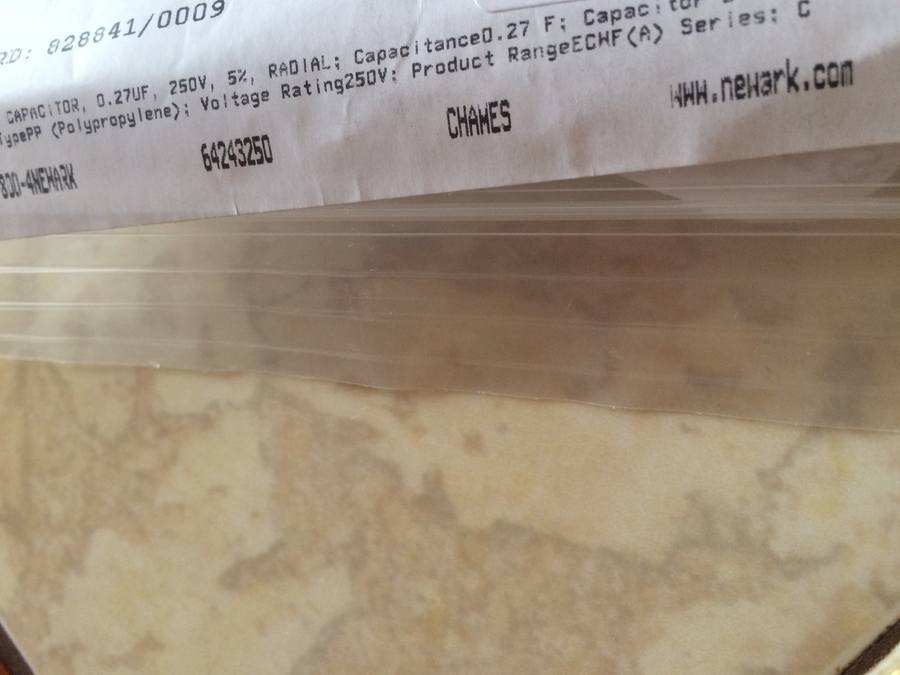 RD: 828841/0009
CAPACITOR, 0.27UF, 250V, 5%, RADIAL; Capacitance0.27 F; Capacitor
TypePP (Polypropylene); Voltage Rating250V; Product RangeECWF(A) Series; C
800-4NEWARK 64243250 CHAMES www.newark.com